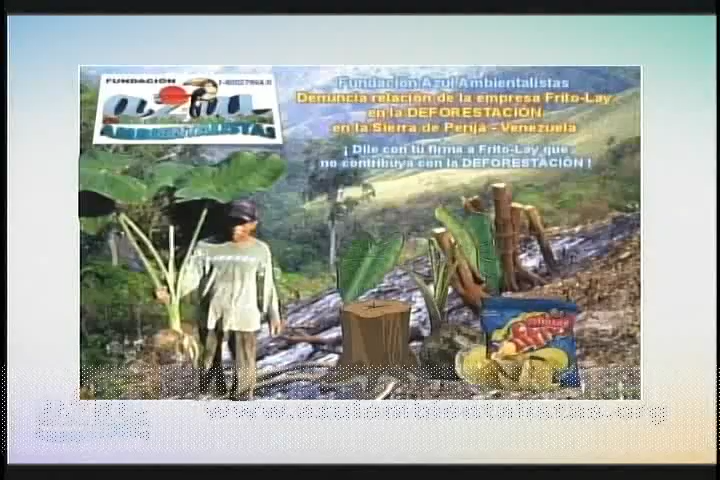 FUNDACIÓN
azul
AMBIENTALISTAS
Fundación Azul Ambientalistas
Denuncia relación de la empresa Frito-Lay
en la DEFORESTACIÓN
en la Sierra de Perijá - Venezuela
¡ Dile con tu firma a Frito-Lay que
no contribuya con la DEFORESTACIÓN !
www.azulambientalistas.org